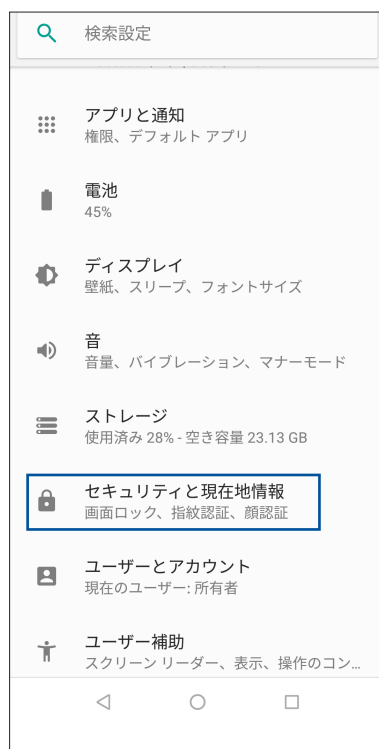 検索設定
アプリと通知
権限、デフォルト アプリ
電池
45%
ディスプレイ
壁紙、スリープ、フォントサイズ
音
音量、バイブレーション、マナーモード
ストレージ
使用済み 28% - 空き容量 23.13 GB
セキュリティと現在地情報
画面ロック、指紋認証、顔認証
ユーザーとアカウント
現在のユーザー: 所有者
ユーザー補助
スクリーン リーダー、表示、操作のコン...